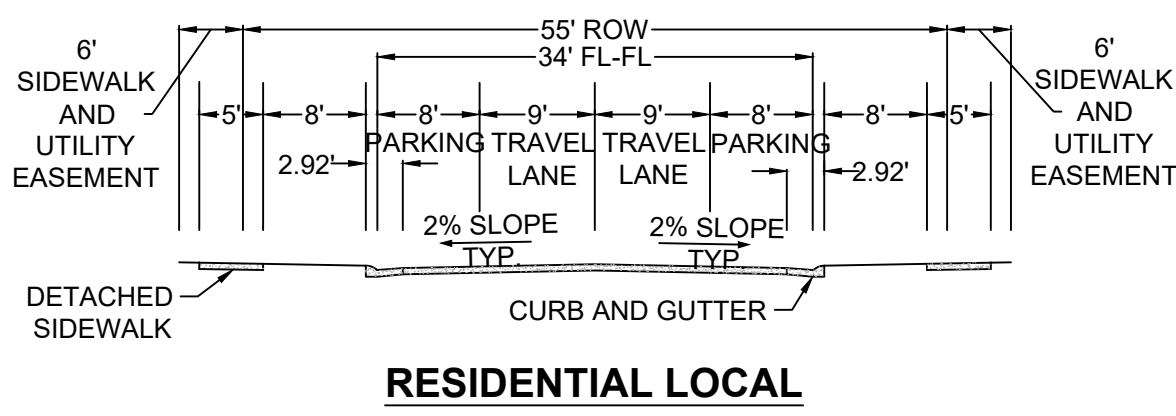 55' ROW
34' FL-FL
6'
SIDEWALK
AND
UTILITY
EASEMENT
5'
8'
8'
PARKING
9'
TRAVEL
LANE
9'
TRAVEL
LANE
8'
PARKING
8'
5'
6'
SIDEWALK
AND
UTILITY
EASEMENT
2.92'
2.92'
2% SLOPE
TYP.
2% SLOPE
TYP.
DETACHED
SIDEWALK
CURB AND GUTTER
RESIDENTIAL LOCAL